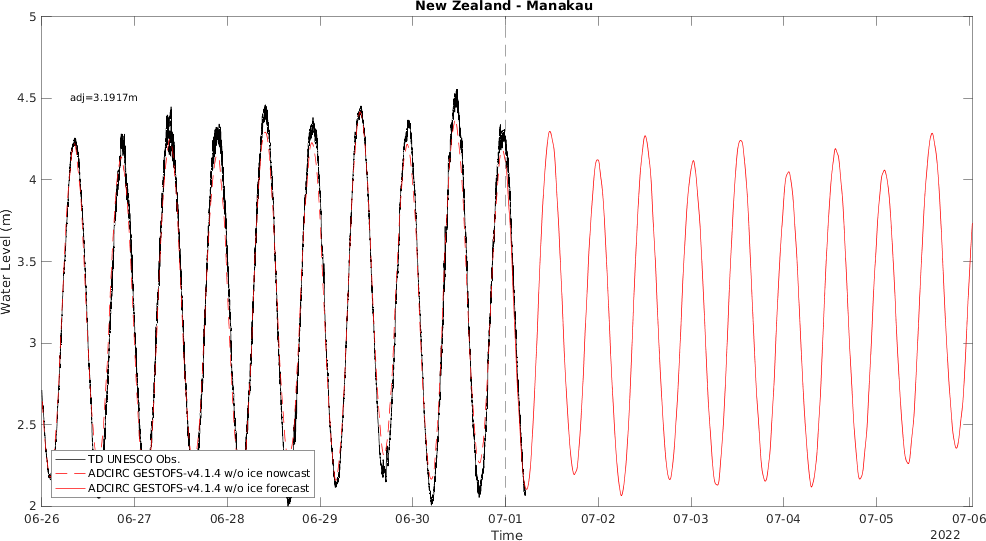 New Zealand - Manakau
5
4.5
4
3.5
3
2.5
2
Water Level (m)
adj=3.1917m
TD UNESCO Obs.
ADCIRC GESTOFS-v4.1.4 w/o ice nowcast
ADCIRC GESTOFS-v4.1.4 w/o ice forecast
06-26 06-27 06-28 06-29 06-30 07-01 07-02 07-03 07-04 07-05 07-06
Time
2022